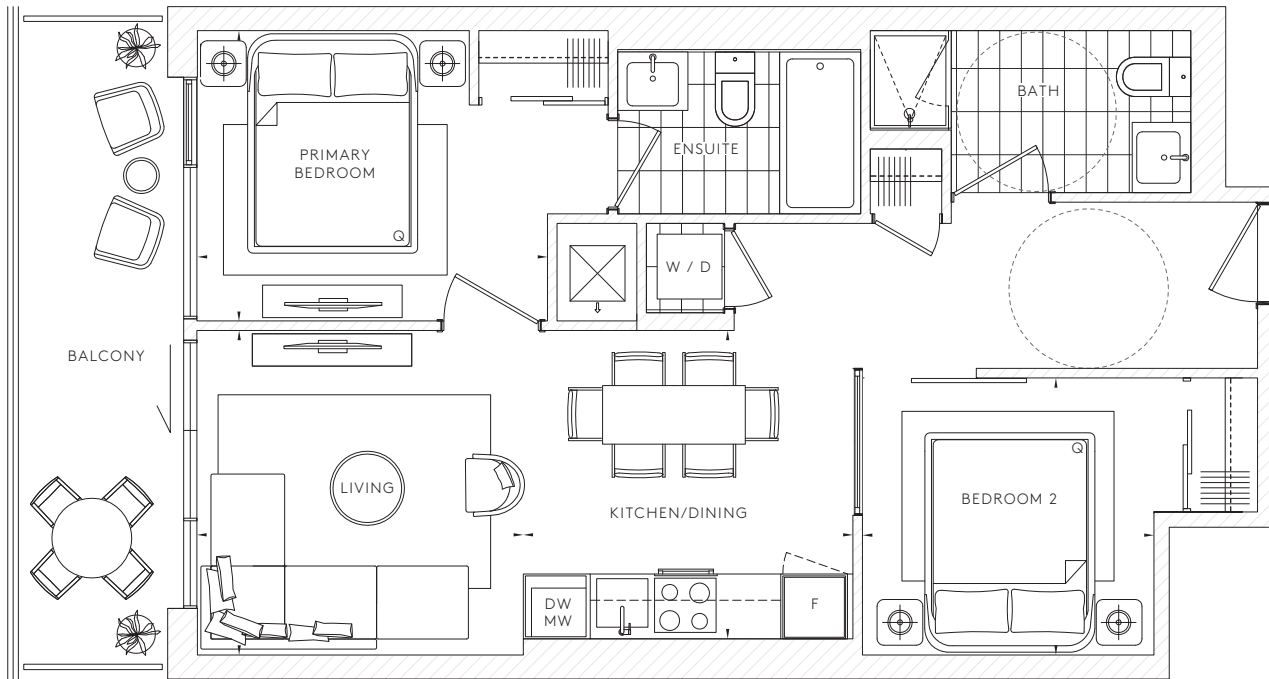 BATH
ENSUITE
PRIMARY
BEDROOM
Q
W / D
BALCONY
Q
LIVING
BEDROOM 2
KITCHEN/DINING
DW
MW
F